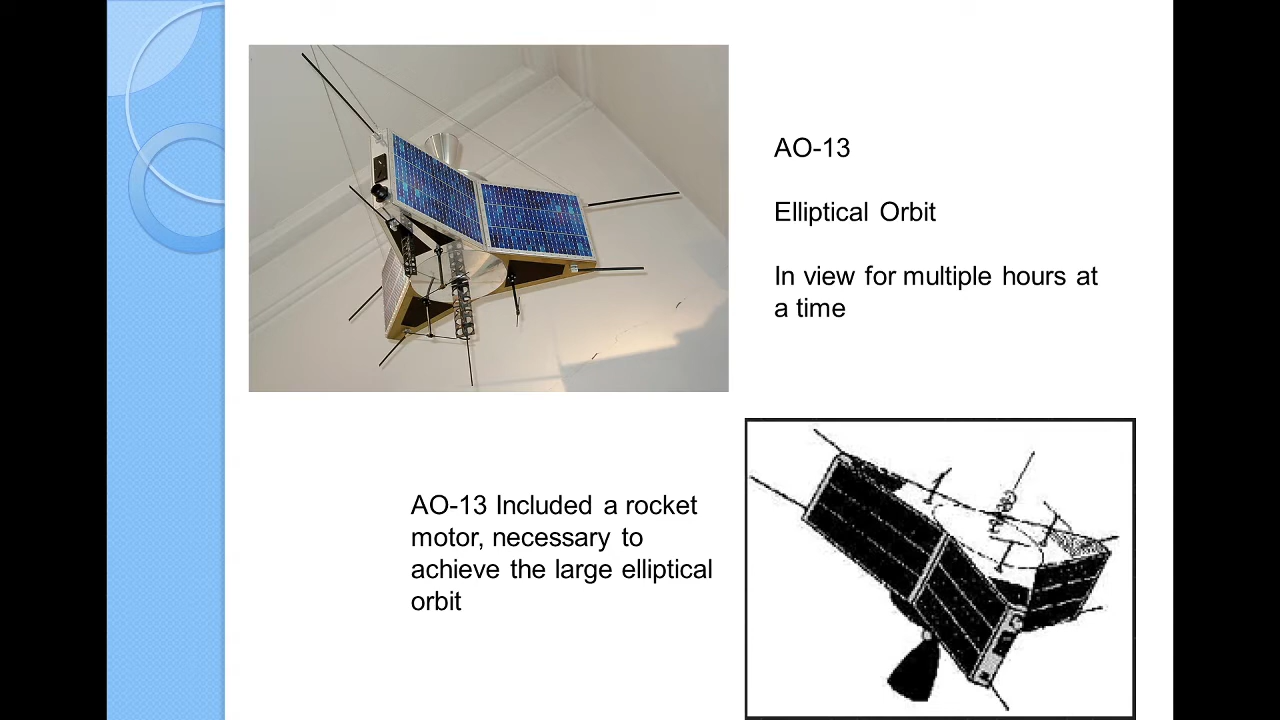 AO-13
Elliptical Orbit
In view for multiple hours at
a time
AO-13 Included a rocket
motor, necessary to
achieve the large elliptical
orbit